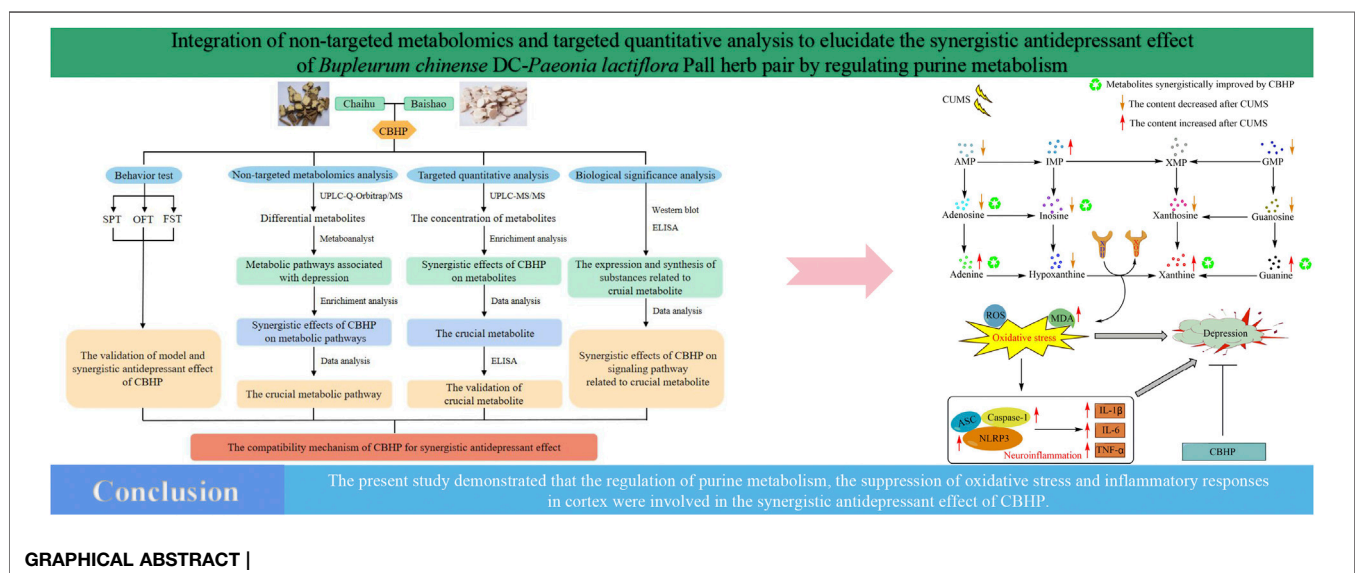 Integration of non-targeted metabolomics and targeted quantitative analysis to elucidate the synergistic antidepressant effect
of Bupleurum chinense DC-Paeonia lactiflora Pall herb pair by regulating purine metabolism
Chaihu
Baishao
CBHP
Behavior test
SPT OFT FST
The validation of model and
synergistic antidepressant effect
of CBHP
Non-targeted metabolomics analysis
UPLC-Q-Orbitrap/MS
Differential metabolites
Metaboanalyst
Metabolic pathways associated
with depression
Enrichment analysis
Synergistic effects of CBHP
on metabolic pathways
Data analysis
The crucial metabolic pathway
Targeted quantitative analysis
UPLC-MS/MS
The concentration of metabolites
Enrichment analysis
Synergistic effects of CBHP
on metabolites
Data analysis
The crucial metabolite
ELISA
The validation of
crucial metabolite
Biological significance analysis
Western blot
ELISA
The expression and synthesis of
substances related to
cruial metabolite
Data analysis
Synergistic effects of CBHP on
signaling pathway
related to crucial metabolite
The compatibility mechanism of CBHP for synergistic antidepressant effect
CUMS
Metabolites synergistically improved by CBHP
The content decreased after CUMS
The content increased after CUMS
AMP
IMP
XMP
GMP
Adenosine
Inosine
Xanthosine
Guanosine
Adenine
Hypoxanthine
Xanthine
Guanine
ROS
MDA
Oxidative stress
Depression
ASC
Caspase-1
NLRP3
Neuroinflammation
IL-1β
IL-6
TNF-α
CBHP
Conclusion
The present study demonstrated that the regulation of purine metabolism, the suppression of oxidative stress and inflammatory responses
in cortex were involved in the synergistic antidepressant effect of CBHP.
GRAPHICAL ABSTRACT |